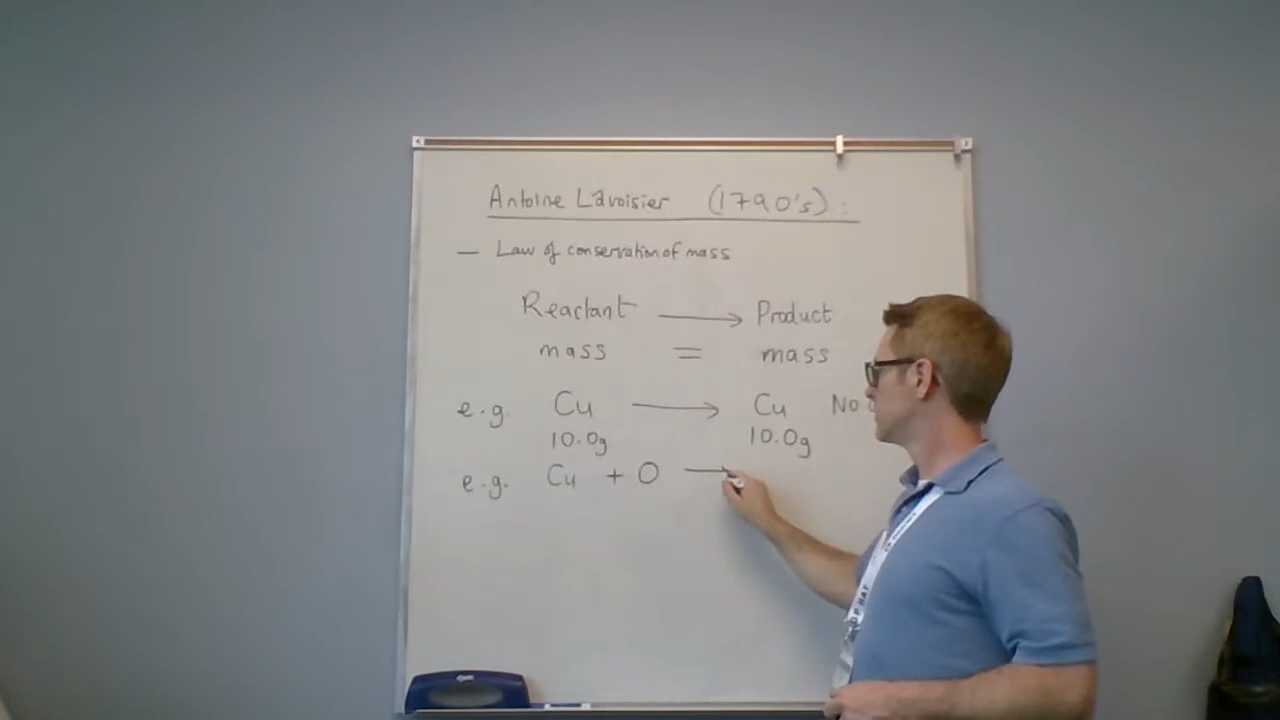 Antoine Lavoisier (1790's):
— Law of conservation of mass
Reactant → Product
mass = mass
e.g. Cu → Cu No
10.0g 10.0g
e.g. Cu + O →